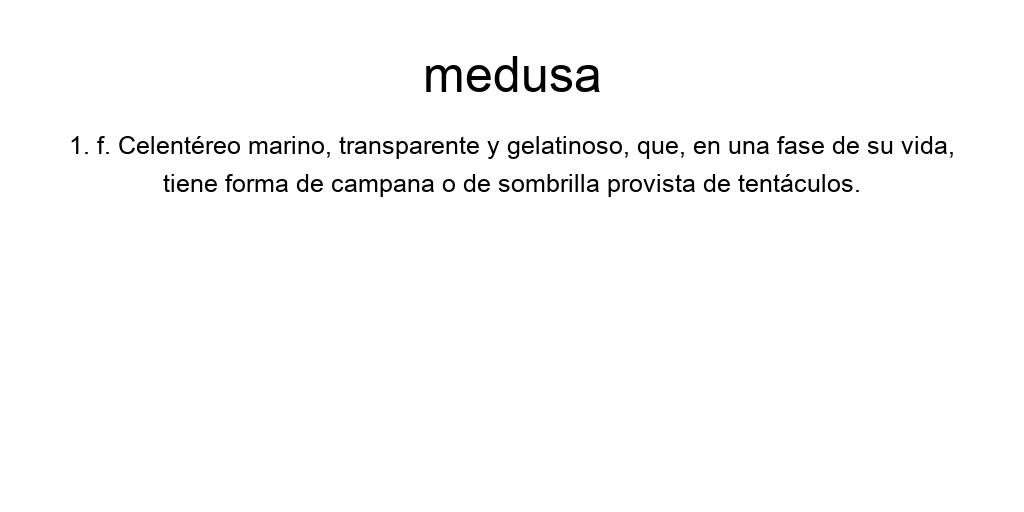 medusa
1. f. Celentéreo marino, transparente y gelatinoso, que, en una fase de su vida,
tiene forma de campana o de sombrilla provista de tentáculos.